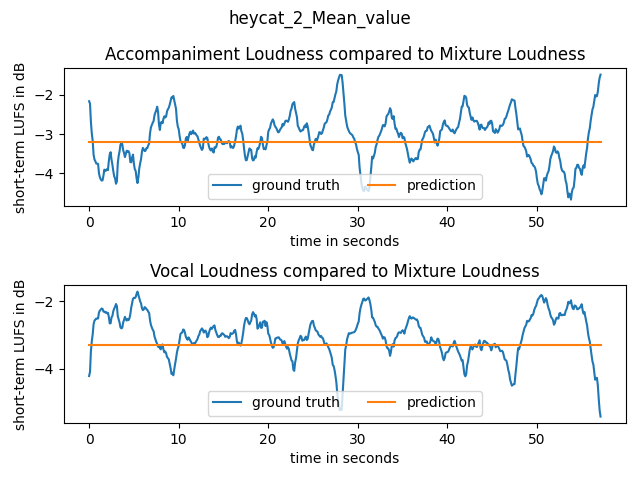 heycat_2_Mean_value
Accompaniment Loudness compared to Mixture Loudness
short-term LUFS in dB
−2
−3
−4
ground truth
prediction
0
10
20
30
40
50
time in seconds
Vocal Loudness compared to Mixture Loudness
short-term LUFS in dB
−2
−4
ground truth
prediction
0
10
20
30
40
50
time in seconds